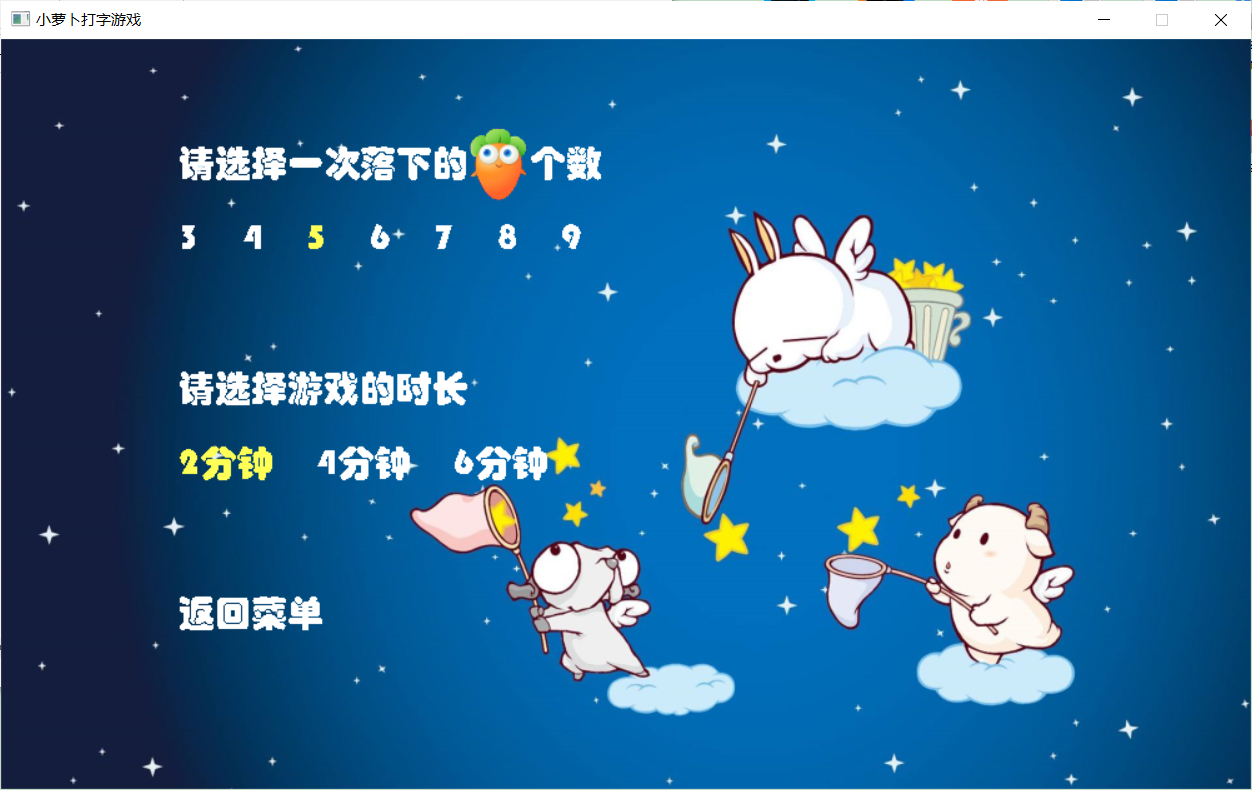 小萝卜打字游戏
请选择一次落下的个数
3 4 5 6 7 8 9
请选择游戏的时长
2分钟 4分钟 6分钟
返回菜单